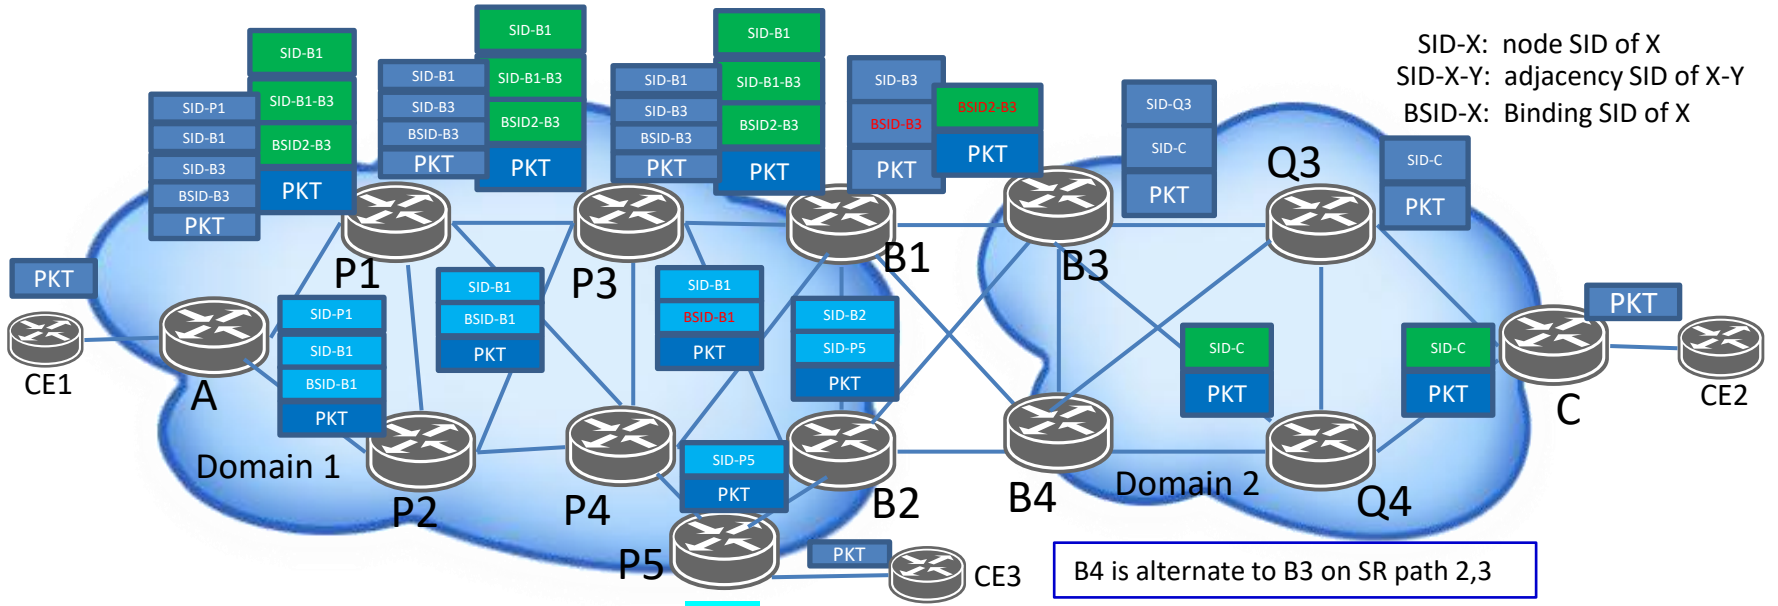 SID-X: node SID of X
SID-X-Y: adjacency SID of X-Y
BSID-X: Binding SID of X
SID-P1
SID-B1
SID-B3
BSID-B3
PKT
SID-B1
SID-B1-B3
BSID2-B3
PKT
SID-B1
SID-B3
BSID-B3
PKT
SID-B1
SID-B1-B3
BSID2-B3
PKT
SID-B1
SID-B3
BSID-B3
PKT
SID-B1
SID-B1-B3
BSID2-B3
PKT
SID-B3
BSID-B3
PKT
BSID2-B3
PKT
SID-Q3
SID-C
PKT
Q3
SID-C
PKT
PKT
P1
P3
B1
B3
CE1
A
SID-P1
SID-B1
BSID-B1
PKT
SID-B1
BSID-B1
PKT
SID-B1
BSID-B1
PKT
SID-B2
SID-P5
PKT
SID-C
PKT
SID-C
PKT
PKT
C
CE2
Domain 1
P2
P4
SID-P5
PKT
B2
B4
Domain 2
Q4
P5
PKT
CE3
B4 is alternate to B3 on SR path 2,3